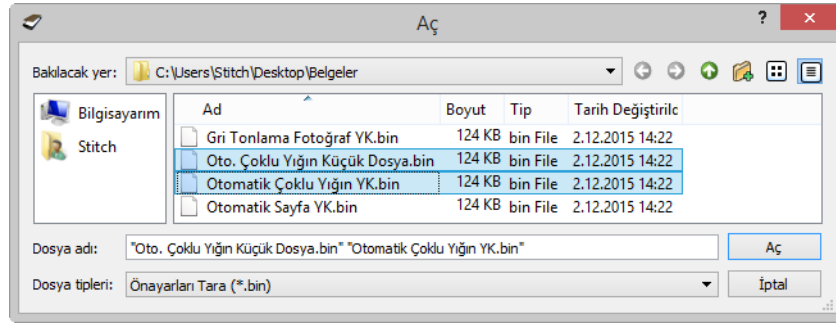 Aç
? ×
Bakılacak yer: C:\Users\Stitch\Desktop\Belgeler
Bilgisayarım
Stitch
Ad Boyut Tip Tarih Değiştirilc
Gri Tonlama Fotoğraf YK.bin 124 KB bin File 2.12.2015 14:22
Oto. Çoklu Yığın Küçük Dosya.bin 124 KB bin File 2.12.2015 14:22
Otomatik Çoklu Yığın YK.bin 124 KB bin File 2.12.2015 14:22
Otomatik Sayfa YK.bin 124 KB bin File 2.12.2015 14:22
Dosya adı: "Oto. Çoklu Yığın Küçük Dosya.bin" "Otomatik Çoklu Yığın YK.bin" Aç
Dosya tipleri: Önayarları Tara (*.bin) İptal